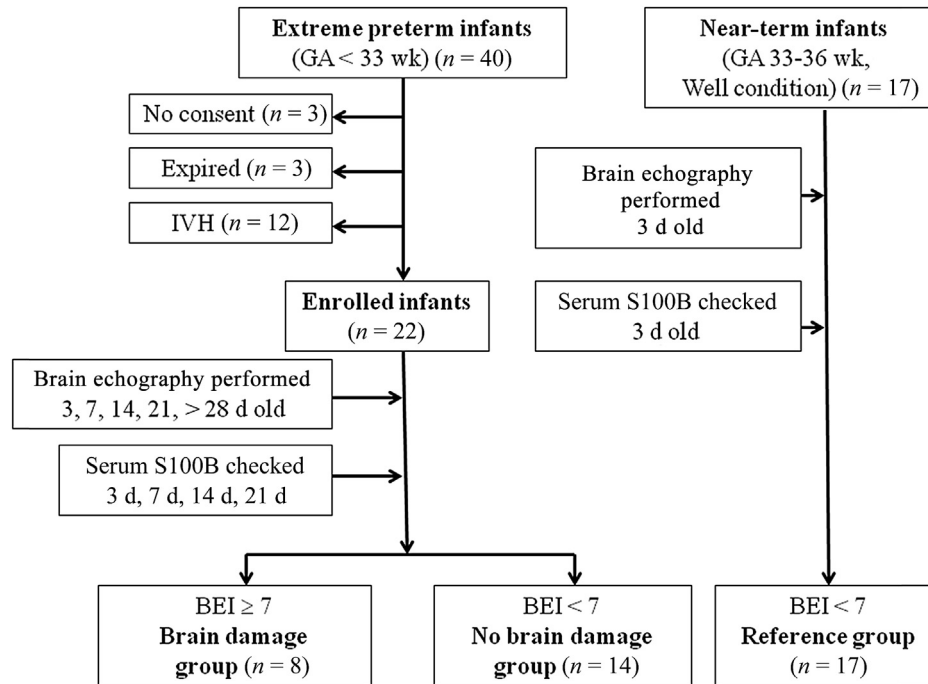 Extreme preterm infants
(GA < 33 wk) (n = 40)
No consent (n = 3)
Expired (n = 3)
IVH (n = 12)
Enrolled infants
(n = 22)
Brain echography performed
3, 7, 14, 21, > 28 d old
Serum S100B checked
3 d, 7 d, 14 d, 21 d
BEI ≥ 7
Brain damage
group (n = 8)
BEI < 7
No brain damage
group (n = 14)
Near-term infants
(GA 33-36 wk,
Well condition) (n = 17)
Brain echography
performed
3 d old
Serum S100B checked
3 d old
BEI < 7
Reference group
(n = 17)